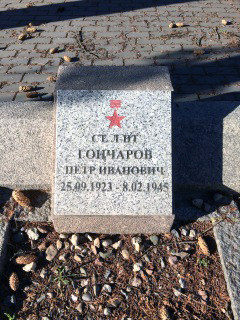 СТ. Л-НТ
ГОНЧАРОВ
ПЕТР ИВАНОВИЧ
25.09.1923 - 8.02.1945